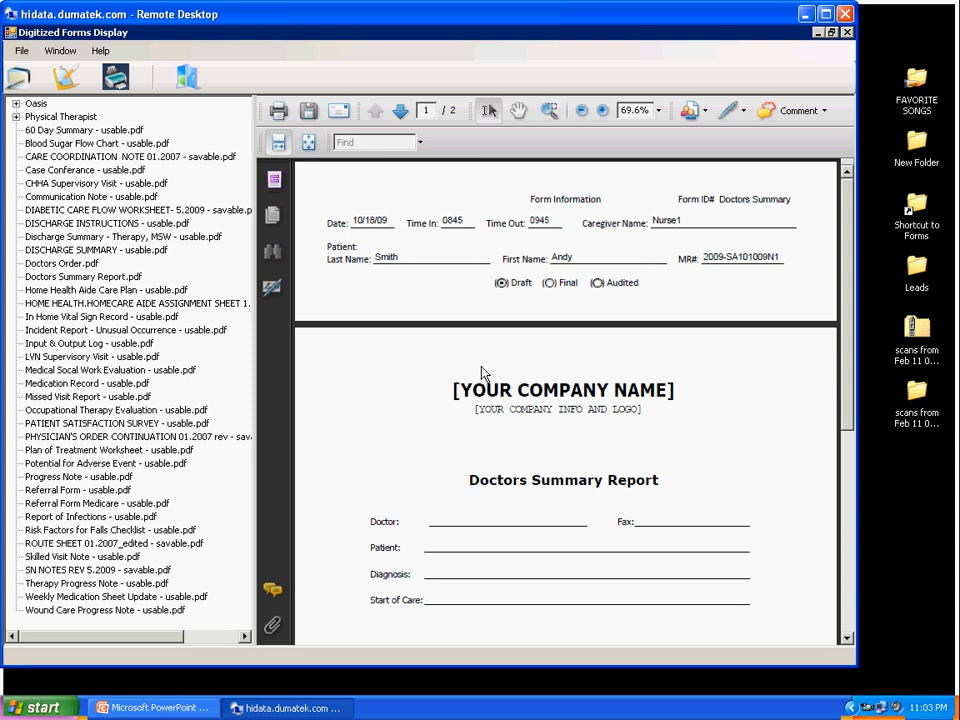 hidata.dumatek.com - Remote Desktop
Digitized Forms Display
File Window Help
Oasis
Physical Therapist
60 Day Summary - usable.pdf
Blood Sugar Flow Chart - usable.pdf
CARE COORDINATION NOTE 01.2007 - savable.pdf
Case Conferance - usable.pdf
CHHA Supervisory Visit - usable.pdf
Communication Note - usable.pdf
DIABETIC CARE FLOW WORKSHEET- 5.2009 - savable.p
DISCHARGE INSTRUCTIONS - usable.pdf
Discharge Summary - Therapy, MSW - usable.pdf
DISCHARGE SUMMARY - usable.pdf
Doctors Order.pdf
Doctors Summary Report.pdf
Home Health Aide Care Plan - usable.pdf
HOME HEALTH.HOMECARE AIDE ASSIGNMENT SHEET 1.
In Home Vital Sign Record - usable.pdf
Incident Report - Unusual Occurrence - usable.pdf
Input & Output Log - usable.pdf
LVN Supervisory Visit - usable.pdf
Medical Socal Work Evaluation - usable.pdf
Medication Record - usable.pdf
Missed Visit Report - usable.pdf
Occupational Therapy Evaluation - usable.pdf
PATIENT SATISFACTION SURVEY - usable.pdf
PHYSICIAN'S ORDER CONTINUATION 01.2007 rev - sav
Plan of Treatment Worksheet - usable.pdf
Potential for Adverse Event - usable.pdf
Progress Note - usable.pdf
Referral Form - usable.pdf
Referral Form Medicare - usable.pdf
Report of Infections - usable.pdf
Risk Factors for Falls Checklist - usable.pdf
ROUTE SHEET 01.2007_edited - savable.pdf
Skilled Visit Note - usable.pdf
SN NOTES REV 5.2009 - savable.pdf
Therapy Progress Note - usable.pdf
Weekly Medication Sheet Update - usable.pdf
Wound Care Progress Note - usable.pdf
1 / 2 69.6% Comment
Find
Form Information Form ID# Doctors Summary
Date: 10/18/09 Time In: 0845 Time Out: 0945 Caregiver Name: Nurse1
Patient:
Last Name: Smith First Name: Andy MR#: 2009-SA101009N1
Draft Final Audited
[YOUR COMPANY NAME]
[YOUR COMPANY INFO AND LOGO]
Doctors Summary Report
Doctor: Fax:
Patient:
Diagnosis:
Start of Care:
FAVORITE
SONGS
New Folder
Shortcut to
Forms
Leads
scans from
Feb 11 0...
scans from
Feb 11 0...
start Microsoft PowerPoint ... hidata.dumatek.com ... 11:03 PM